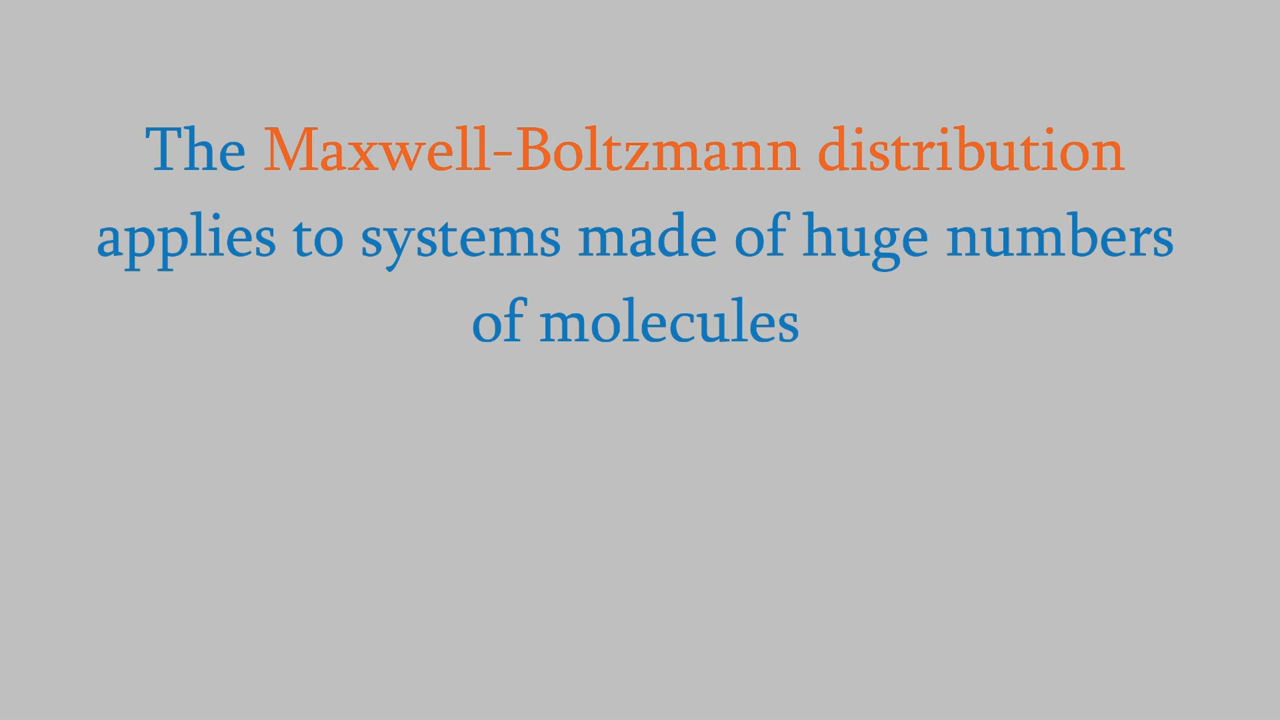 The Maxwell-Boltzmann distribution
applies to systems made of huge numbers
of molecules